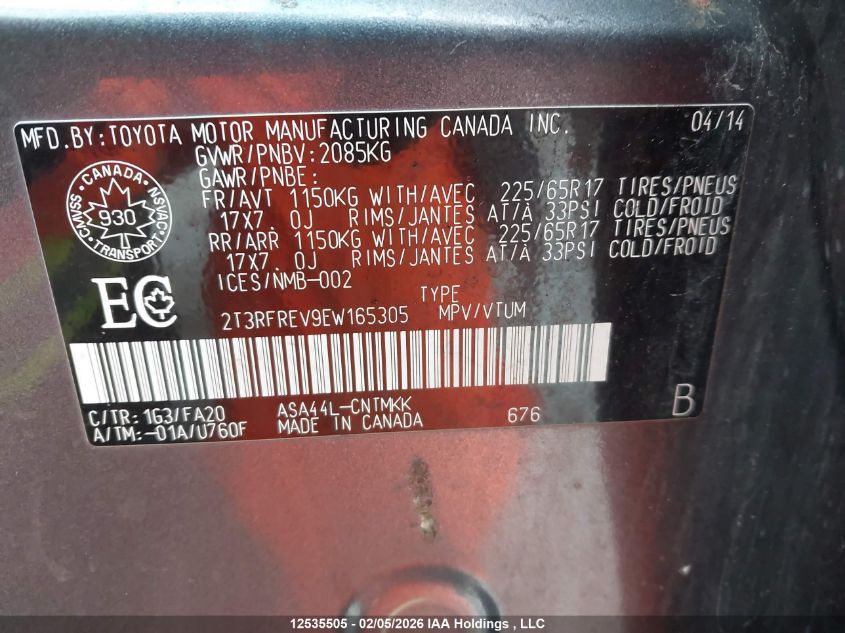 MFD.BY:TOYOTA MOTOR MANUFACTURING CANADA INC. 04/14
GVWR/PNBV:2085KG
GAWR/PNBE:
FR/AVT 1150KG WITH/AVEC 225/65R17 TIRES/PNEUS
17X7.0J RIMS/JANTES AT/À 33PSI COLD/FROID
RR/ARR 1150KG WITH/AVEC 225/65R17 TIRES/PNEUS
17X7.0J RIMS/JANTES AT/À 33PSI COLD/FROID
ICES/NMB-002
CANADA
CMVSS
930
NSVAC
TRANSPORT
EC
TYPE
2T3RFREV9EW165305 MPV/VTUM
C/TR:163/FA20 ASA44L-CNTMKK
A/TM:-01A/U760F MADE IN CANADA 676 B
12535505 - 02/05/2026 IAA Holdings , LLC